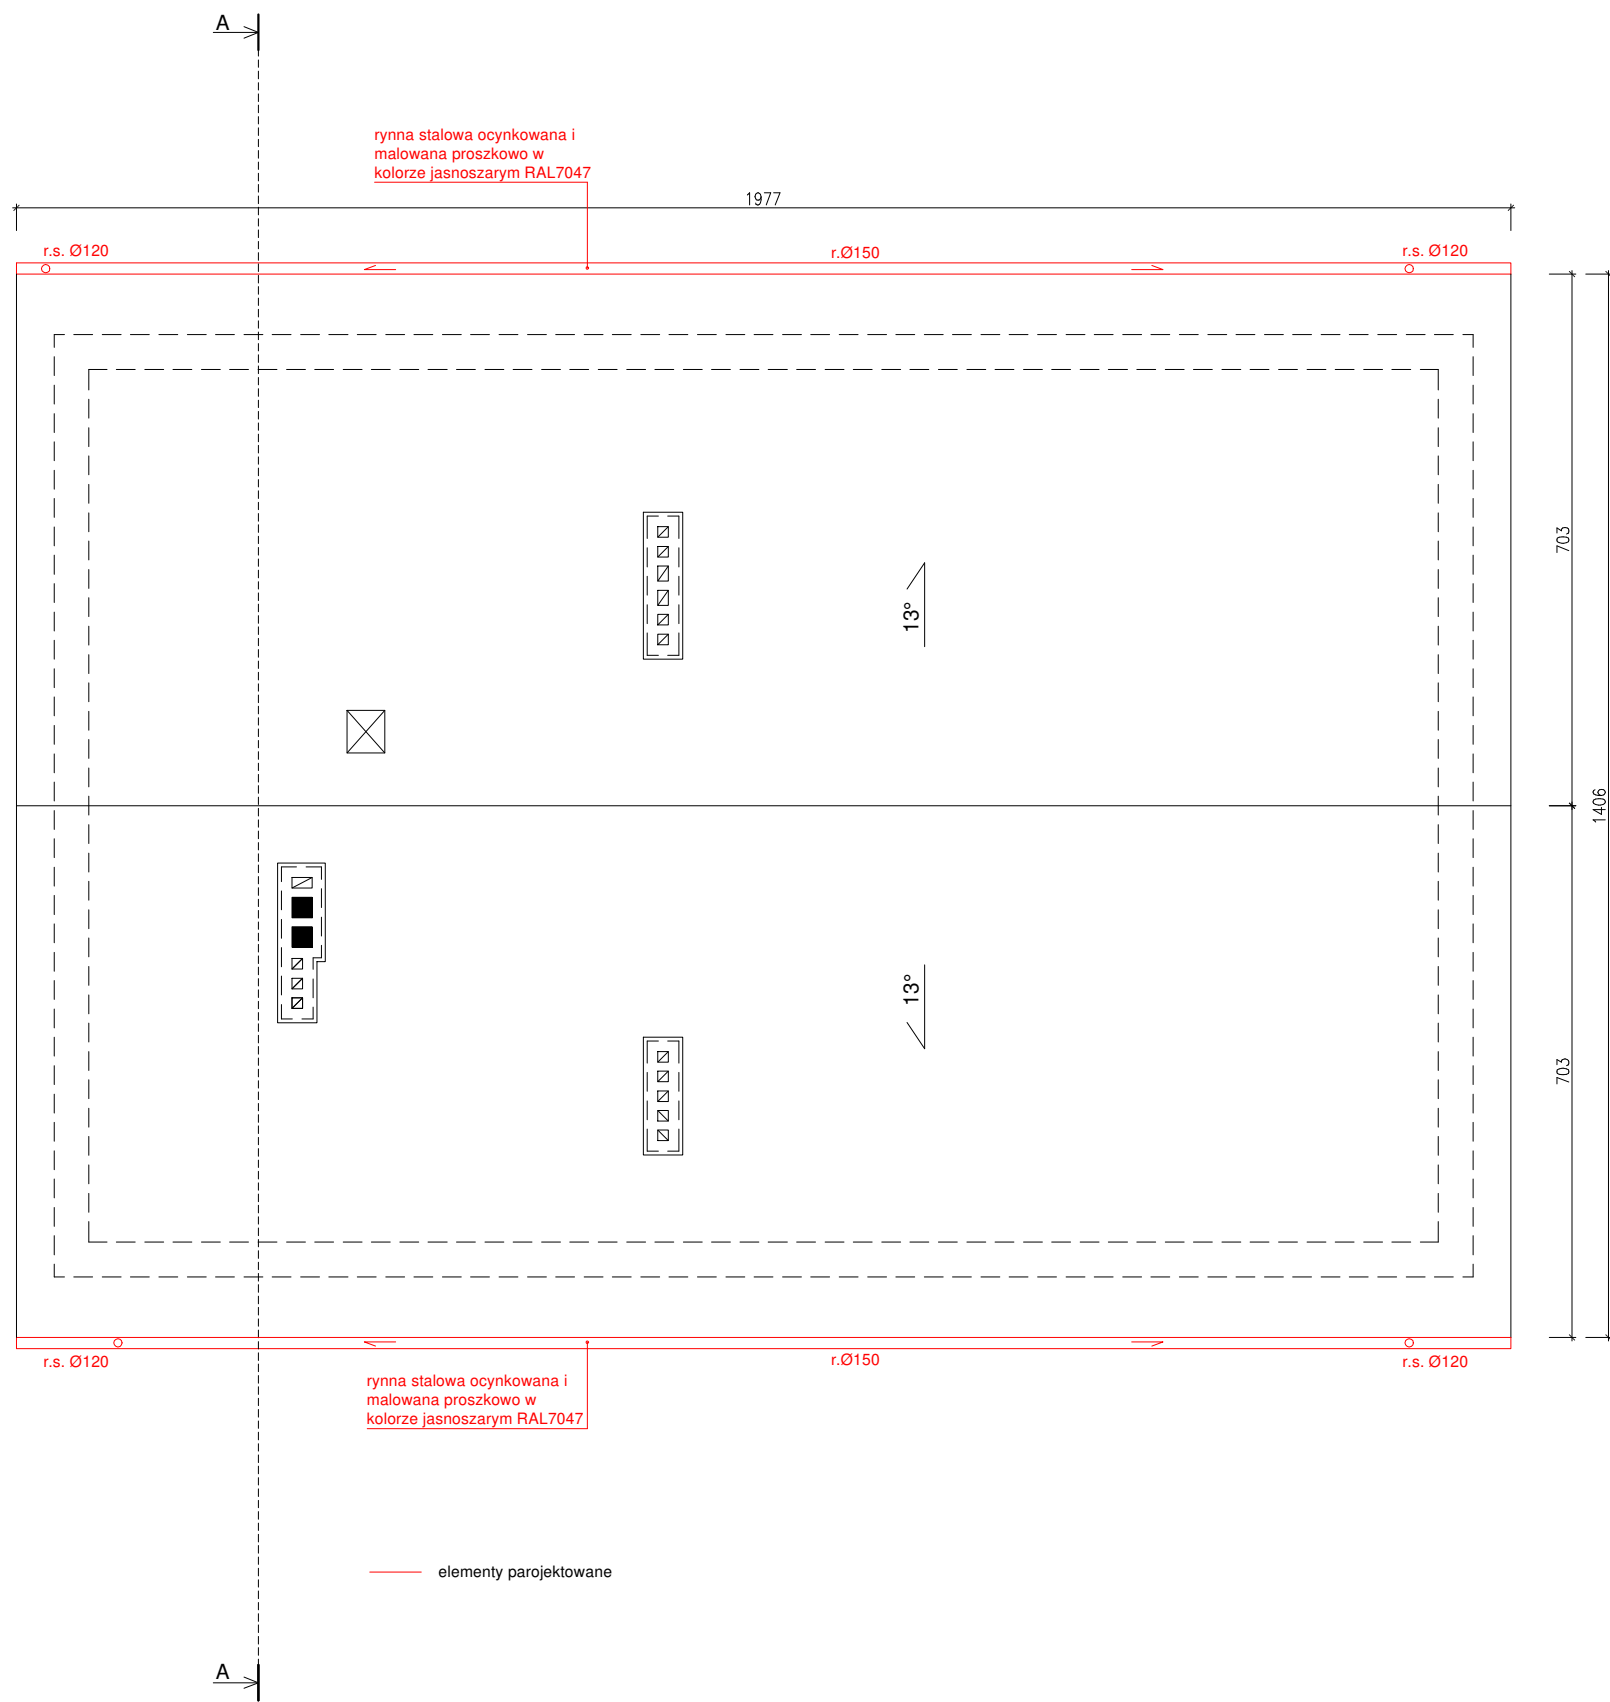 A
rynna stalowa ocynkowana i
malowana proszkowo w
kolorze jasnoszarym RAL7047
1977
r.s. Ø120
r.Ø150
r.s. Ø120
703
13°
1406
13°
703
r.s. Ø120
r.Ø150
r.s. Ø120
rynna stalowa ocynkowana i
malowana proszkowo w
kolorze jasnoszarym RAL7047
elementy parojektowane
A